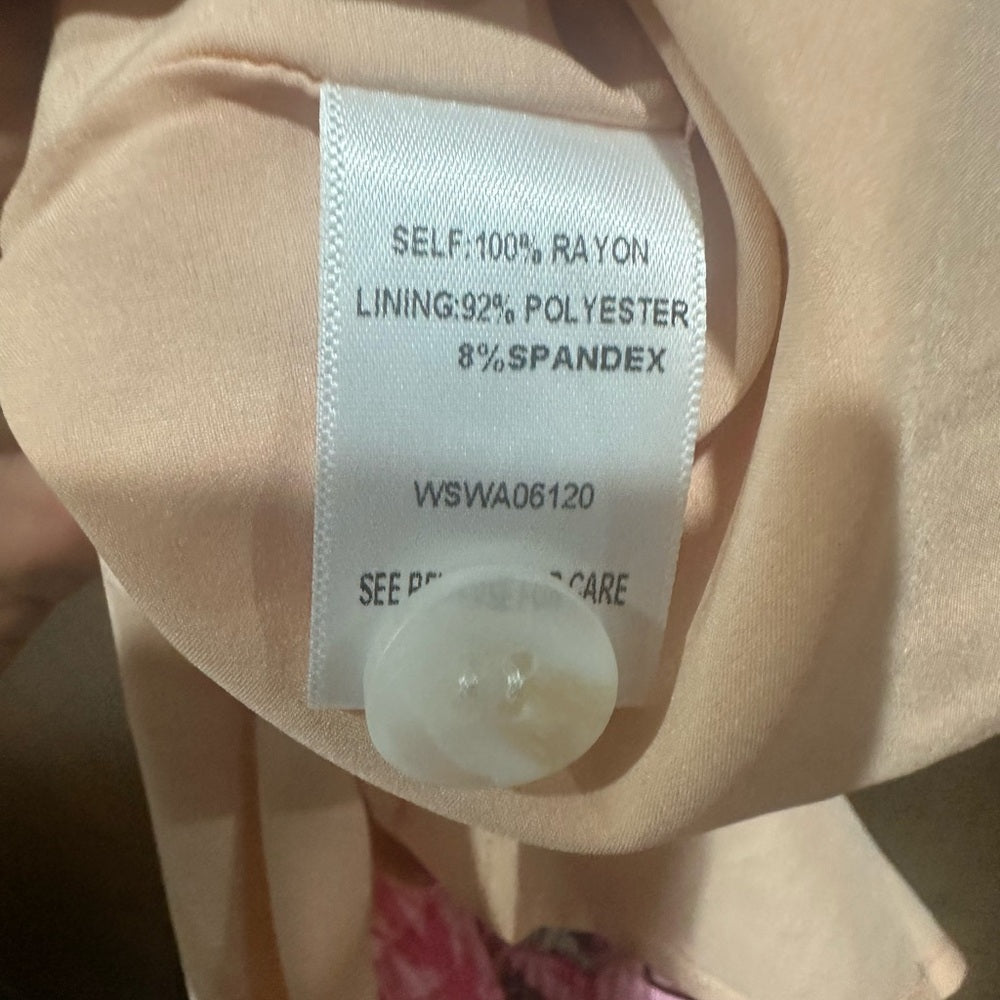 SELF:100% RAYON
LINING:92% POLYESTER
8%SPANDEX
WSWA06120
SEE CARE